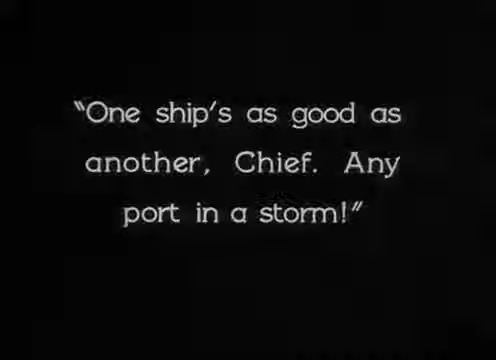 “One ship's as good as
another, Chief. Any
port in a storm!”